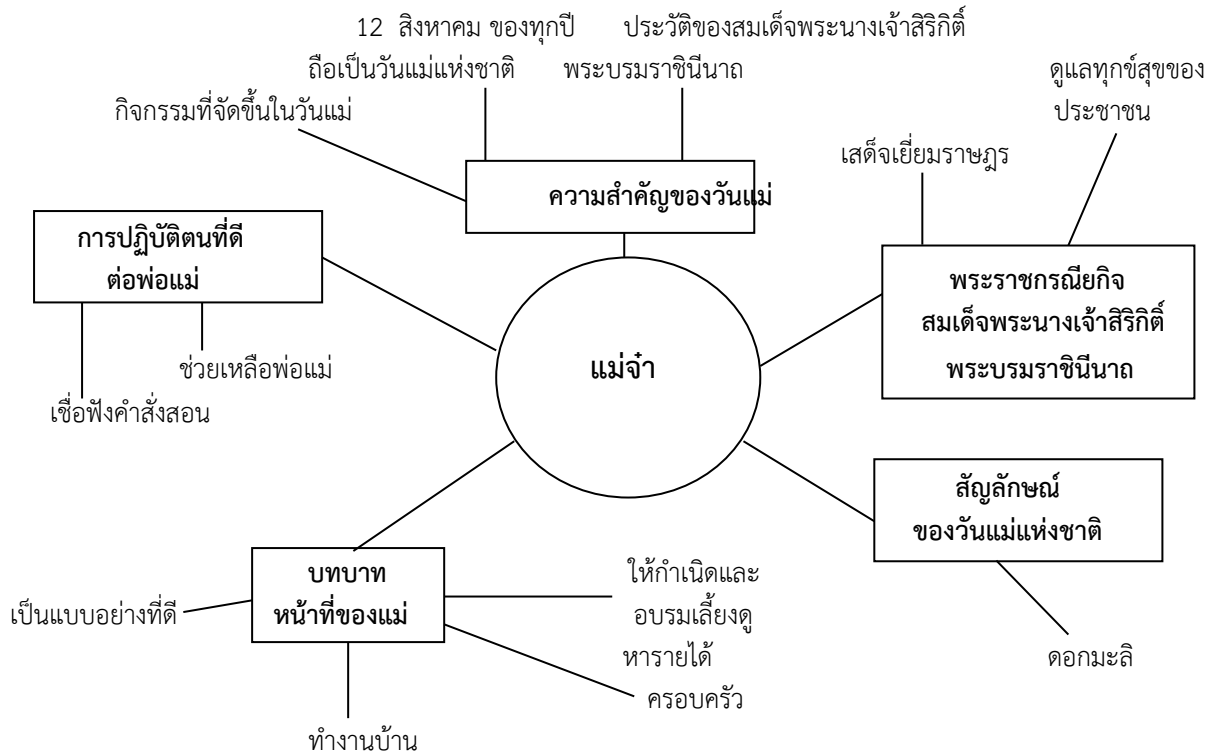 12 สิงหาคม ของทุกปี
ถือเป็นวันแม่แห่งชาติ
ประวัติของสมเด็จพระนางเจ้าสิริกิติ์
พระบรมราชินีนาถ
กิจกรรมที่จัดขึ้นในวันแม่
ดูแลทุกข์สุขของ
ประชาชน
เสด็จเยี่ยมราษฎร
ความสำคัญของวันแม่
การปฏิบัติตนที่ดี
ต่อพ่อแม่
พระราชกรณียกิจ
สมเด็จพระนางเจ้าสิริกิติ์
พระบรมราชินีนาถ
แม่จ๋า
ช่วยเหลือพ่อแม่
เชื่อฟังคำสั่งสอน
สัญลักษณ์
ของวันแม่แห่งชาติ
บทบาท
หน้าที่ของแม่
เป็นแบบอย่างที่ดี
ให้กำเนิดและ
อบรมเลี้ยงดู
หารายได้
ครอบครัว
ดอกมะลิ
ทำงานบ้าน